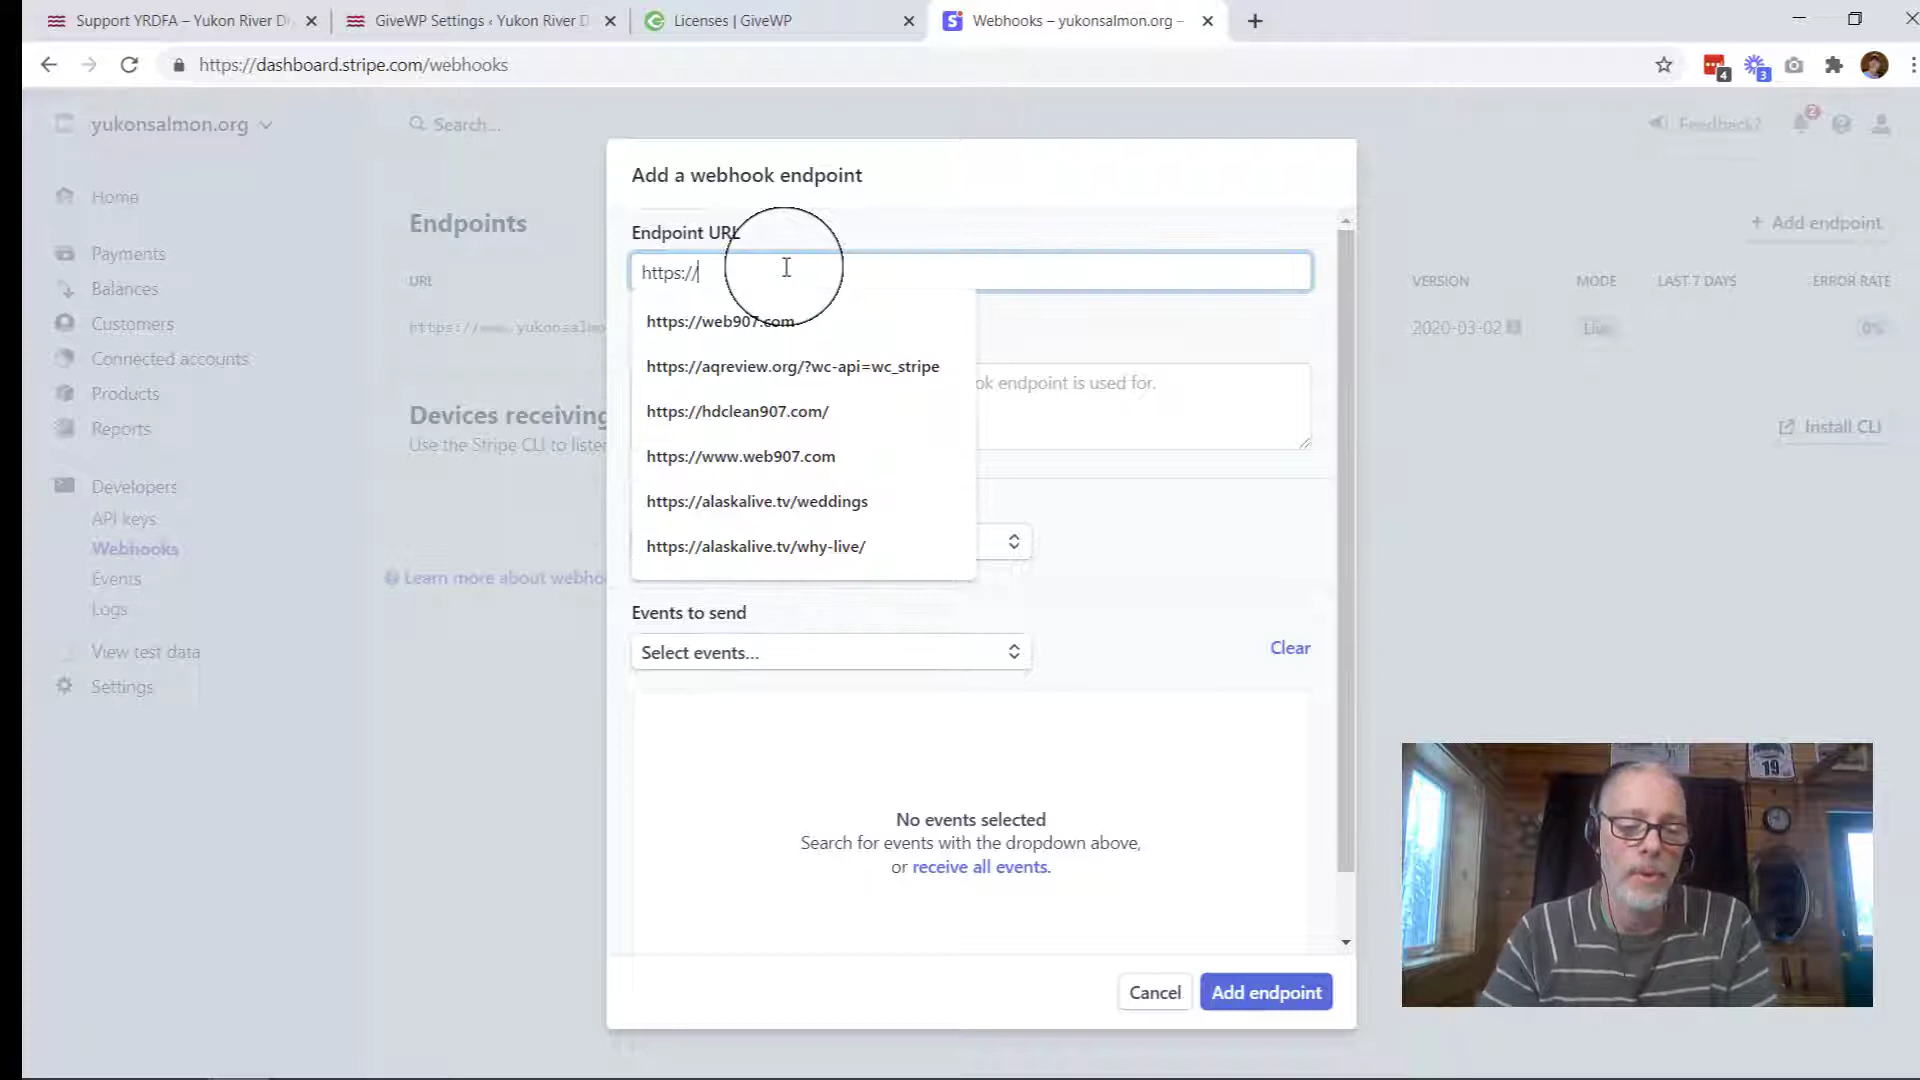 Support YRDFA – Yukon River D
GiveWP Settings ‹ Yukon River D
Licenses | GiveWP
Webhooks – yukonsalmon.org –
https://dashboard.stripe.com/webhooks
4
3
yukonsalmon.org
Search...
Feedback?
2
Home
Payments
Balances
Customers
Connected accounts
Products
Reports
Developers
API keys
Webhooks
Events
Logs
View test data
Settings
Endpoints
+ Add endpoint
URL
VERSION
MODE
LAST 7 DAYS
ERROR RATE
https://www.yukonsalmo
2020-03-02
Live
0%
Devices receiving
Use the Stripe CLI to listen
Install CLI
Learn more about webho
Add a webhook endpoint
Endpoint URL
https://
https://web907.com
https://aqreview.org/?wc-api=wc_stripe
https://hdclean907.com/
https://www.web907.com
https://alaskalive.tv/weddings
https://alaskalive.tv/why-live/
ok endpoint is used for.
Events to send
Select events...
Clear
No events selected
Search for events with the dropdown above,
or receive all events.
Cancel
Add endpoint
19